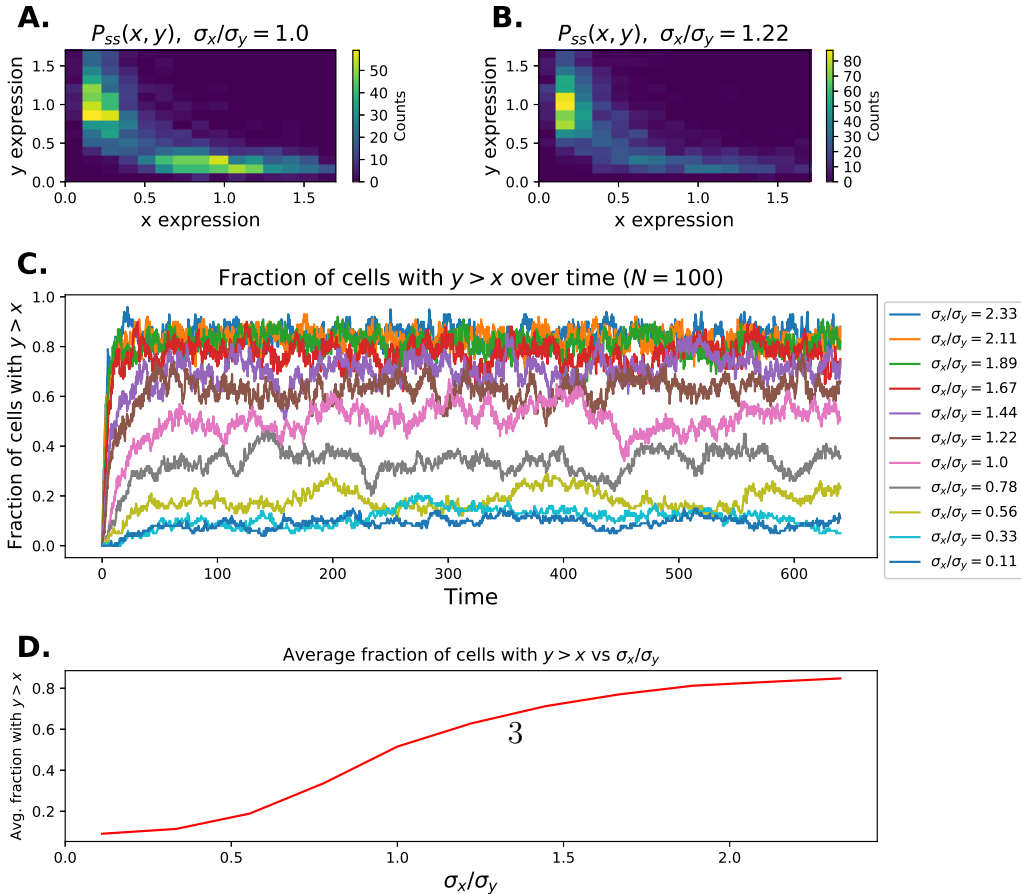 A.
P_ss(x, y), σ_x/σ_y = 1.0
y expression
1.5
1.0
0.5
0.0
0.0 0.5 1.0 1.5
x expression
50
40
30
20
10
0
Counts
B.
P_ss(x, y), σ_x/σ_y = 1.22
y expression
1.5
1.0
0.5
0.0
0.0 0.5 1.0 1.5
x expression
80
70
60
50
40
30
20
10
0
Counts
C.
Fraction of cells with y > x over time (N = 100)
Fraction of cells with y > x
1.0
0.8
0.6
0.4
0.2
0.0
0 100 200 300 400 500 600
Time
σ_x/σ_y = 2.33
σ_x/σ_y = 2.11
σ_x/σ_y = 1.89
σ_x/σ_y = 1.67
σ_x/σ_y = 1.44
σ_x/σ_y = 1.22
σ_x/σ_y = 1.0
σ_x/σ_y = 0.78
σ_x/σ_y = 0.56
σ_x/σ_y = 0.33
σ_x/σ_y = 0.11
D.
Average fraction of cells with y > x vs σ_x/σ_y
Avg. fraction with y > x
0.8
0.6
0.4
0.2
3
0.0 0.5 1.0 1.5 2.0
σ_x/σ_y